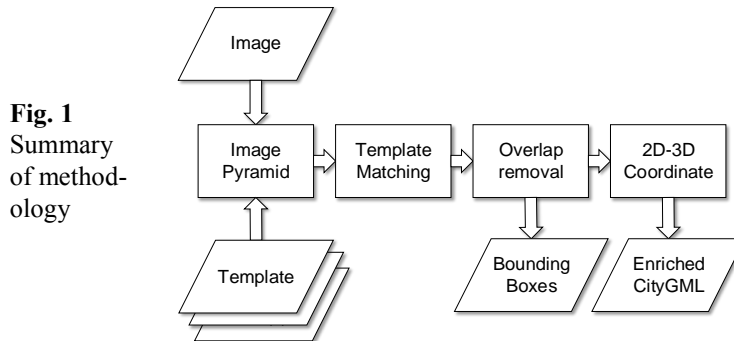 Fig. 1
Summary
of method-
ology
Image
Image
Pyramid
Template
Matching
Overlap
removal
2D-3D
Coordinate
Template
Bounding
Boxes
Enriched
CityGML